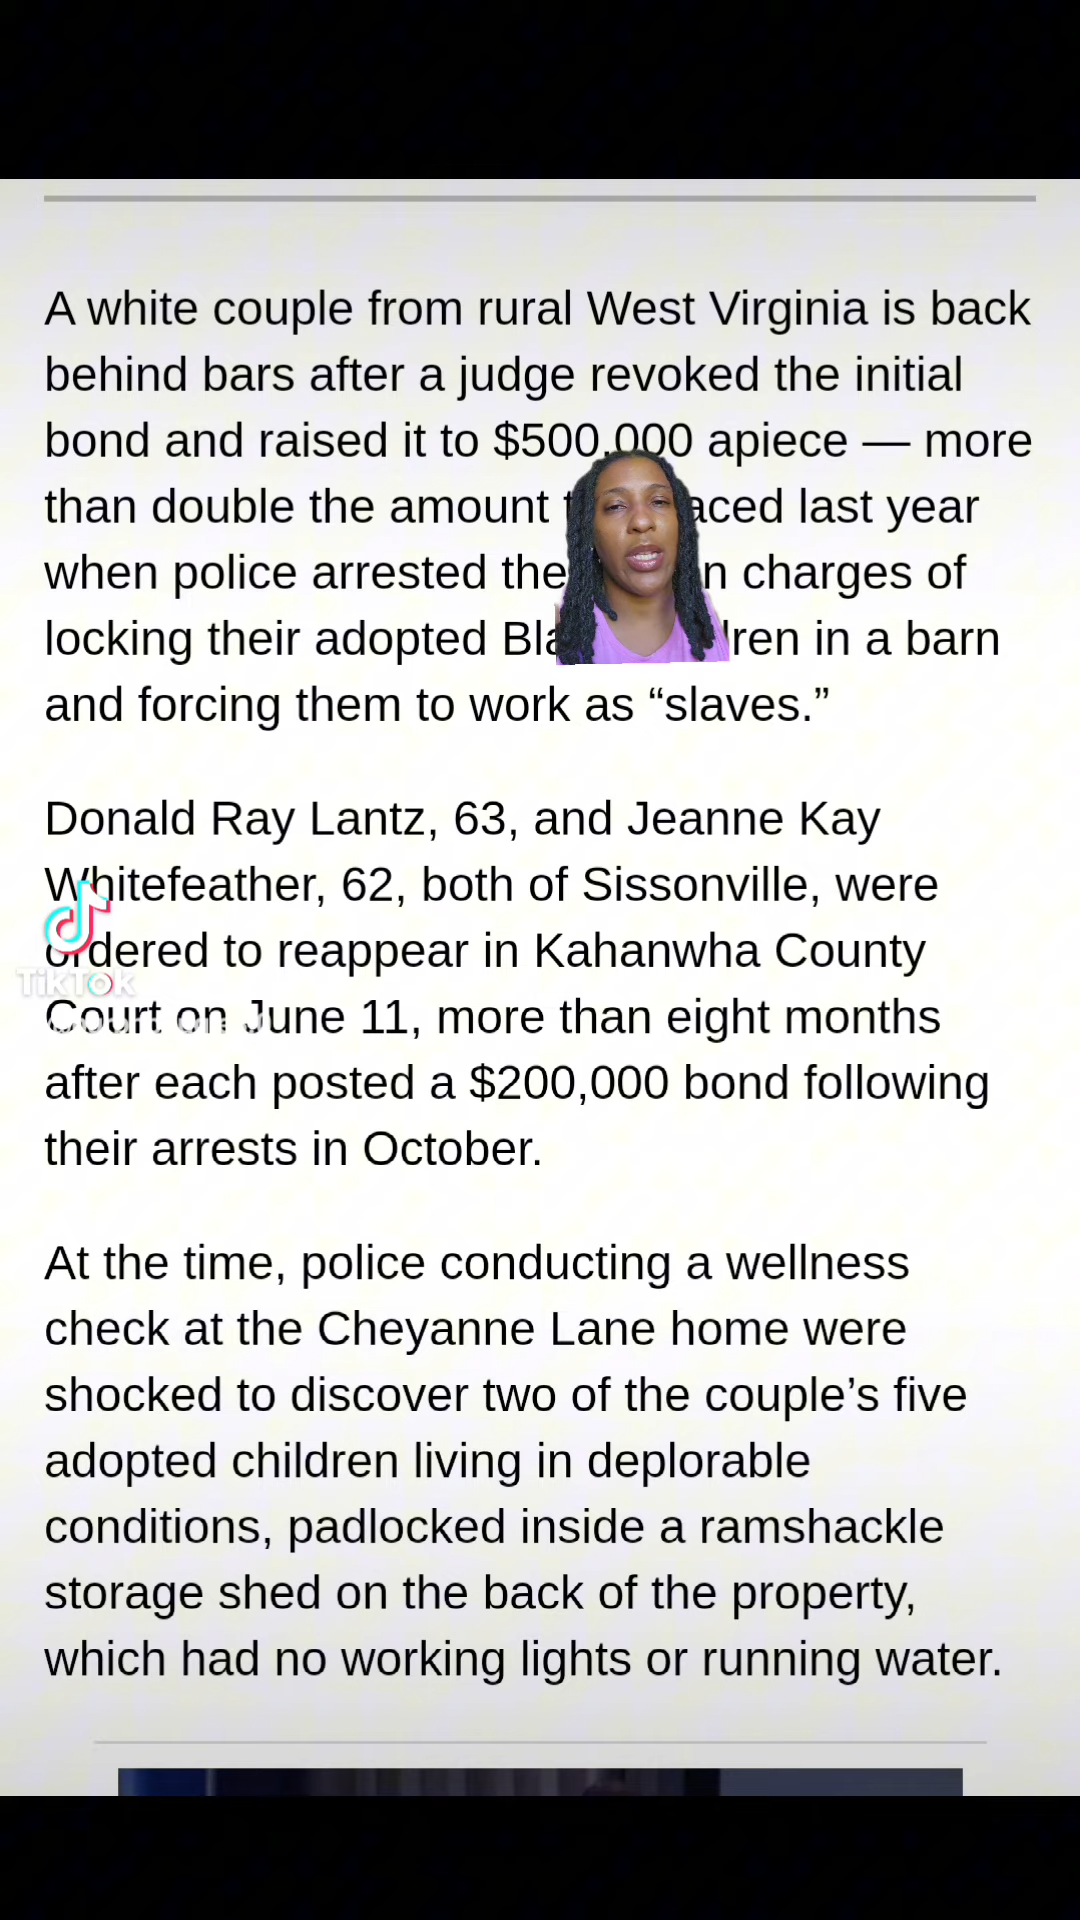 A white couple from rural West Virginia is back
behind bars after a judge revoked the initial
bond and raised it to $500,000 apiece — more
than double the amount last year
when police arrested charges of
locking their adopted in a barn
and forcing them to work as “slaves.”
Donald Ray Lantz, 63, and Jeanne Kay
Whitefeather, 62, both of Sissonville, were
ordered to reappear in Kahanwha County
Court on June 11, more than eight months
after each posted a $200,000 bond following
their arrests in October.
TikTok
At the time, police conducting a wellness
check at the Cheyanne Lane home were
shocked to discover two of the couple’s five
adopted children living in deplorable
conditions, padlocked inside a ramshackle
storage shed on the back of the property,
which had no working lights or running water.